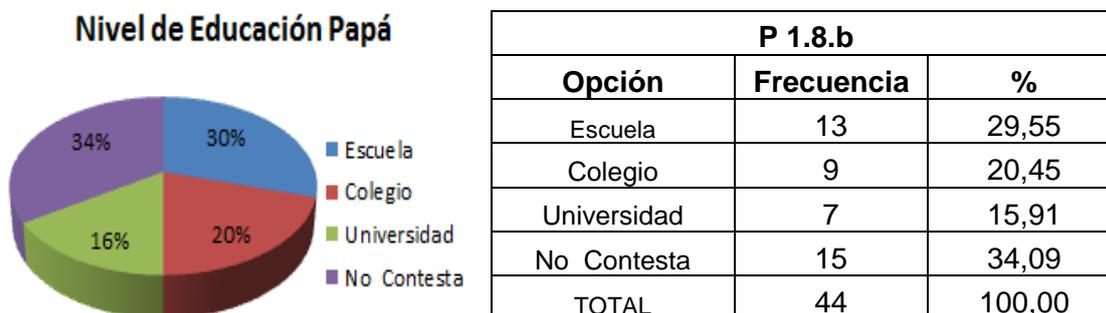 Nivel de Educación Papá
34%
30%
16%
20%
Escuela
Colegio
Universidad
No Contesta
P 1.8.b
Opción Frecuencia %
Escuela 13 29,55
Colegio 9 20,45
Universidad 7 15,91
No Contesta 15 34,09
TOTAL 44 100,00